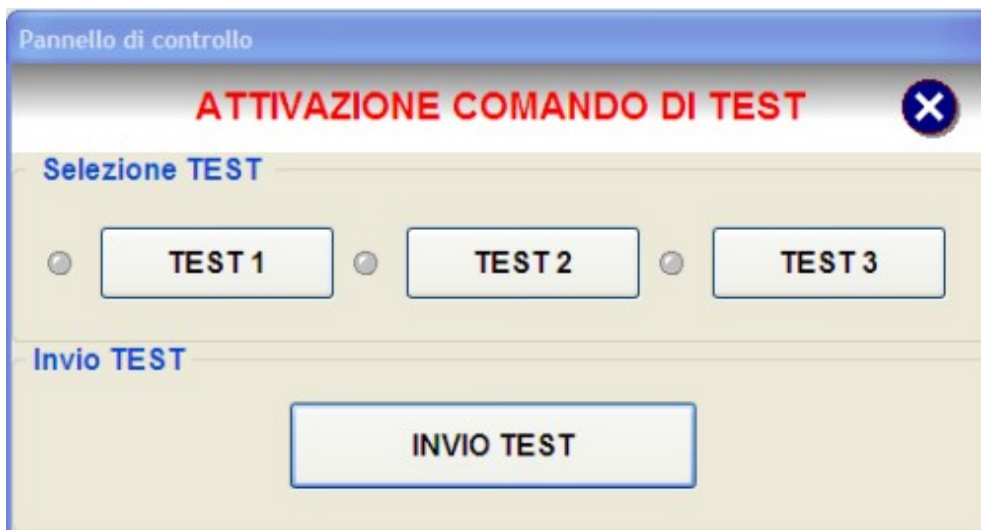 Pannello di controllo
ATTIVAZIONE COMANDO DI TEST
Selezione TEST
TEST 1 TEST 2 TEST 3
Invio TEST
INVIO TEST